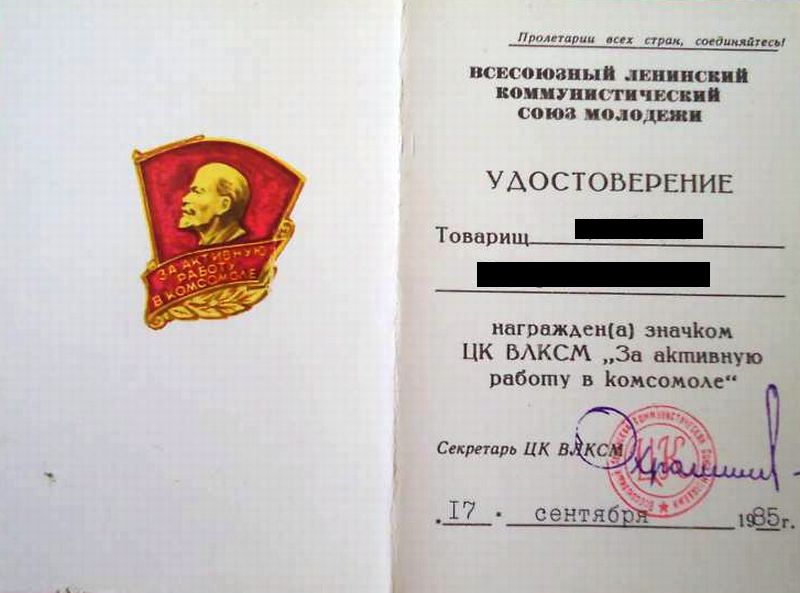 ЗА АКТИВНУЮ
РАБОТУ
В КОМСОМОЛЕ
Пролетарии всех стран, соединяйтесь!
ВСЕСОЮЗНЫЙ ЛЕНИНСКИЙ
КОММУНИСТИЧЕСКИЙ
СОЮЗ МОЛОДЕЖИ
УДОСТОВЕРЕНИЕ
Товарищ
награжден(а) значком
ЦК ВЛКСМ „За активную
работу в комсомоле“
Секретарь ЦК ВЛКСМ
ЦК
17 сентября 1985г.